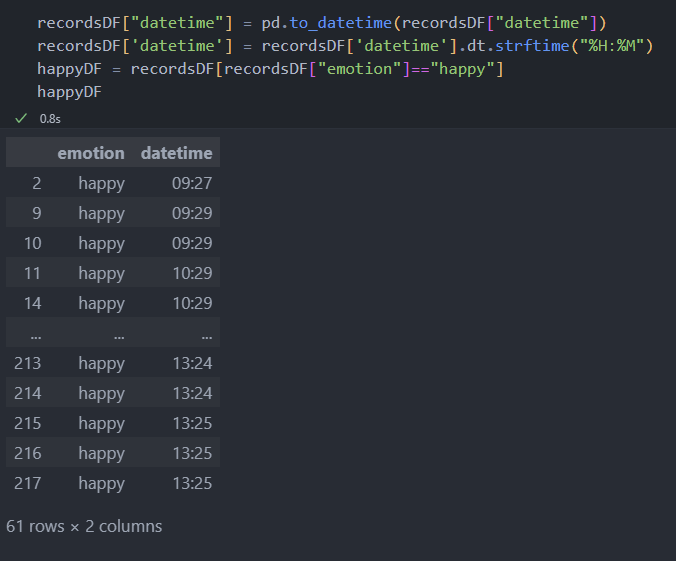 recordsDF["datetime"] = pd.to_datetime(recordsDF["datetime"])
recordsDF['datetime'] = recordsDF['datetime'].dt.strftime("%H:%M")
happyDF = recordsDF[recordsDF["emotion"]=="happy"]
happyDF
✓ 0.8s
emotion datetime
2 happy 09:27
9 happy 09:29
10 happy 09:29
11 happy 10:29
14 happy 10:29
... ... ...
213 happy 13:24
214 happy 13:24
215 happy 13:25
216 happy 13:25
217 happy 13:25
61 rows × 2 columns